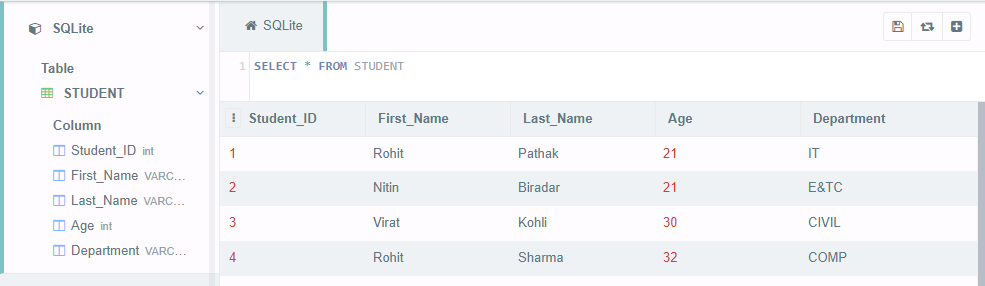 SQLite
Table
STUDENT
Column
Student_ID int
First_Name VARC...
Last_Name VARC...
Age int
Department VARC...
SQLite
1 SELECT * FROM STUDENT
Student_ID First_Name Last_Name Age Department
1 Rohit Pathak 21 IT
2 Nitin Biradar 21 E&TC
3 Virat Kohli 30 CIVIL
4 Rohit Sharma 32 COMP